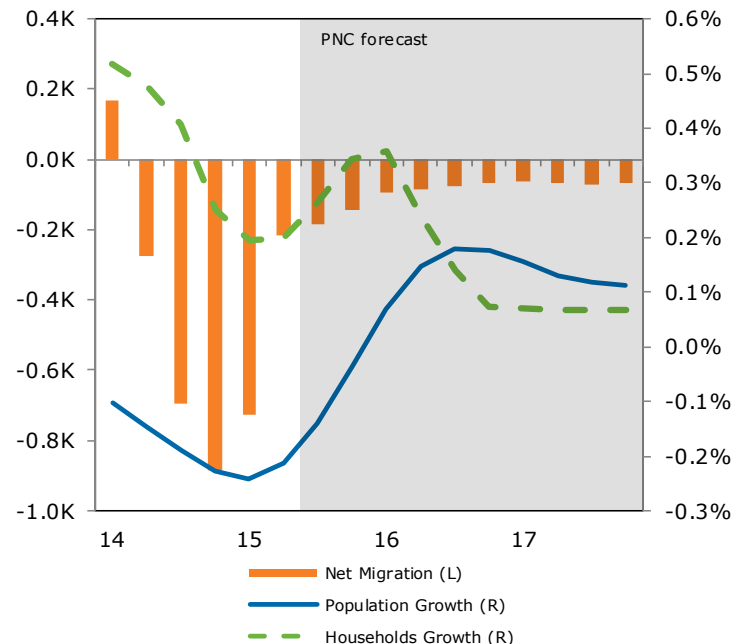 0.4K 0.6%
PNC forecast
0.5%
0.2K
0.4%
0.0K
0.3%
-0.2K
0.2%
-0.4K
0.1%
0.0%
-0.6K
-0.1%
-0.8K
-0.2%
-1.0K -0.3%
14 15 16 17
Net Migration (L)
Population Growth (R)
Households Growth (R)